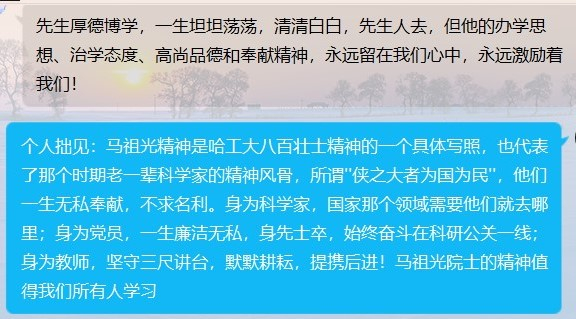 先生厚德博学，一生坦坦荡荡，清清白白，先生人去，但他的办学思
想、治学态度、高尚品德和奉献精神，永远留在我们心中，永远激励着
我们！
个人拙见：马祖光精神是哈工大八百壮士精神的一个具体写照，也代表
了那个时期老一辈科学家的精神风骨，所谓"侠之大者为国为民"，他们
一生无私奉献，不求名利。身为科学家，国家那个领域需要他们就去哪
里；身为党员，一生廉洁无私，身先士卒，始终奋斗在科研公关一线；
身为教师，坚守三尺讲台，默默耕耘，提携后进！马祖光院士的精神值
得我们所有人学习